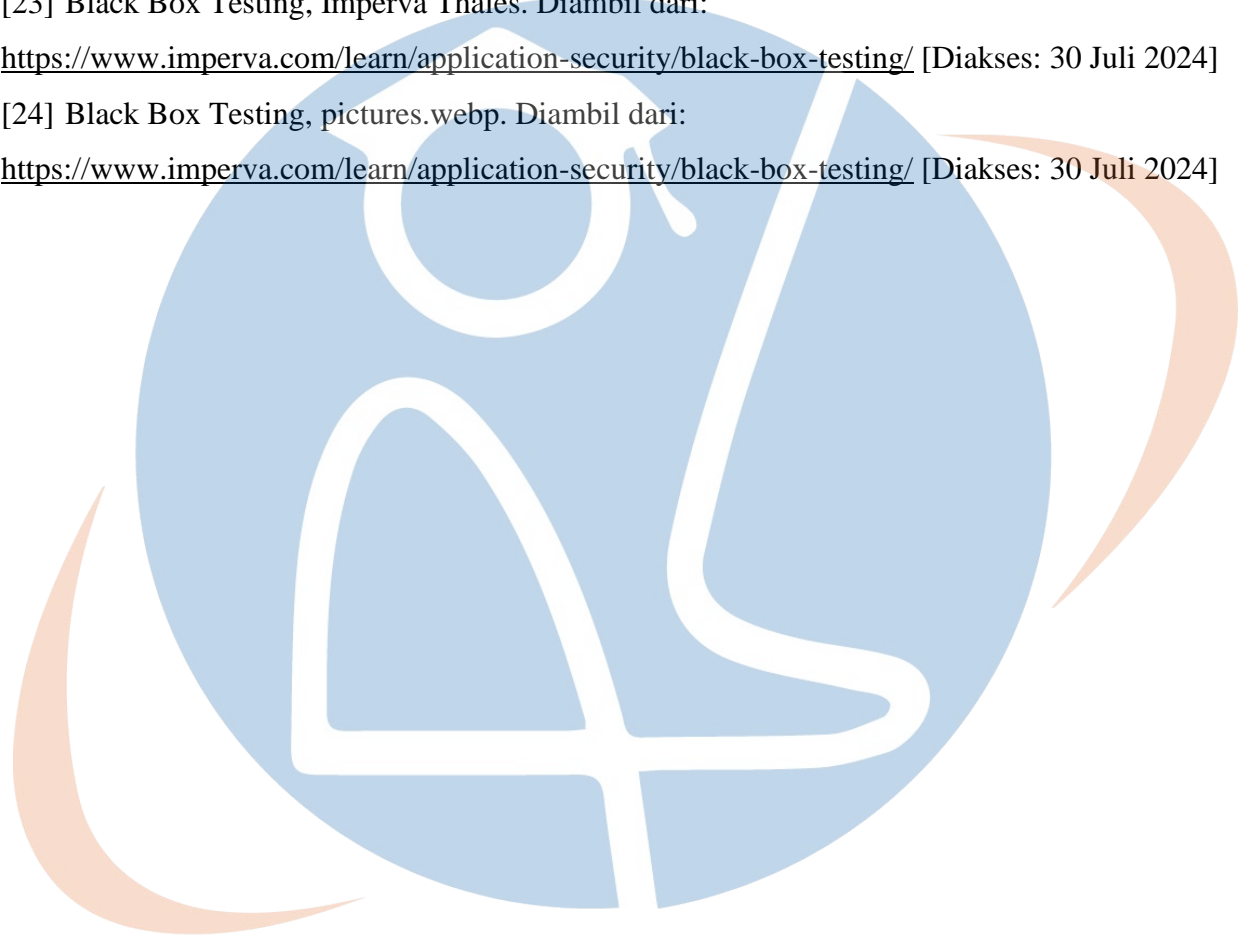 [23] Black Box Testing, Imperva Thales. Diambil dari:
https://www.imperva.com/learn/application-security/black-box-testing/ [Diakses: 30 Juli 2024]
[24] Black Box Testing, pictures.webp. Diambil dari:
https://www.imperva.com/learn/application-security/black-box-testing/ [Diakses: 30 Juli 2024]